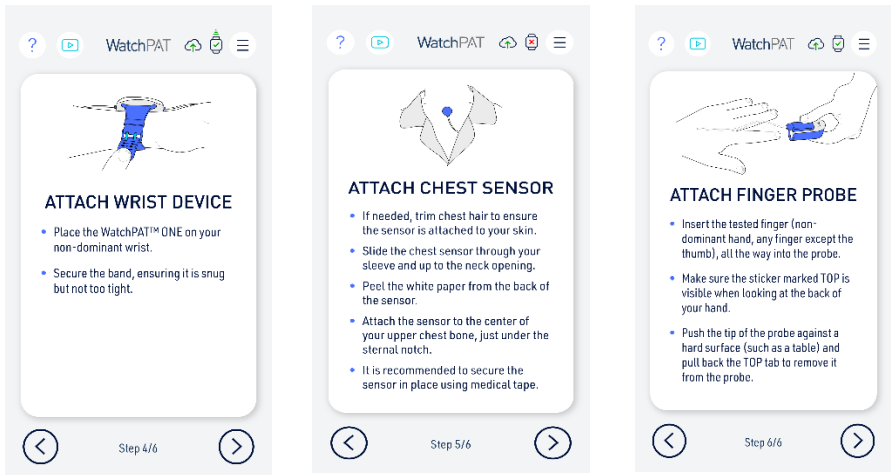 ?
WatchPAT
ATTACH WRIST DEVICE
• Place the WatchPAT™ ONE on your
non-dominant wrist.
• Secure the band, ensuring it is snug
but not too tight.
Step 4/6
?
WatchPAT
ATTACH CHEST SENSOR
• If needed, trim chest hair to ensure
the sensor is attached to your skin.
• Slide the chest sensor through your
sleeve and up to the neck opening.
• Peel the white paper from the back of
the sensor.
• Attach the sensor to the center of
your upper chest bone, just under the
sternal notch.
• It is recommended to secure the
sensor in place using medical tape.
Step 5/6
?
WatchPAT
ATTACH FINGER PROBE
• Insert the tested finger (non-
dominant hand, any finger except the
thumb), all the way into the probe.
• Make sure the sticker marked TOP is
visible when looking at the back of
your hand.
• Push the tip of the probe against a
hard surface (such as a table) and
pull back the TOP tab to remove it
from the probe.
Step 6/6